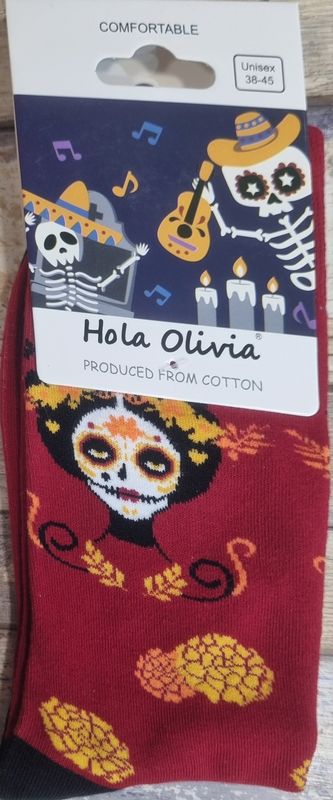 COMFORTABLE
Unisex
38-45
Hola Olivia®
PRODUCED FROM COTTON